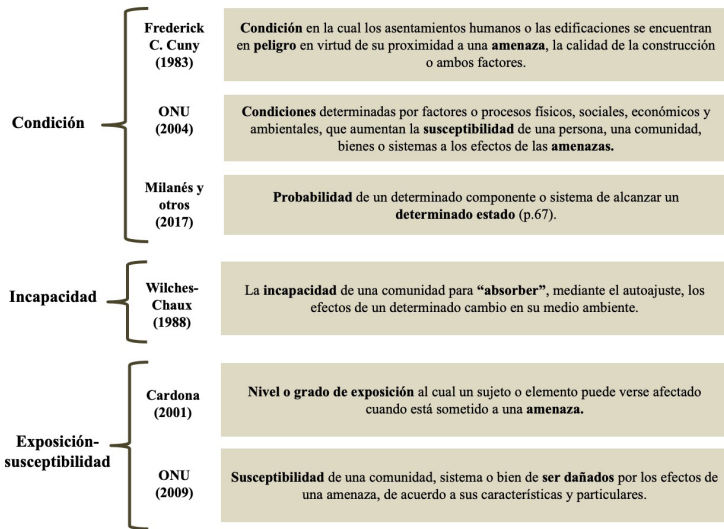 Condición
Frederick
C. Cuny
(1983)
Condición en la cual los asentamientos humanos o las edificaciones se encuentran
en peligro en virtud de su proximidad a una amenaza, la calidad de la construcción
o ambos factores.
ONU
(2004)
Condiciones determinadas por factores o procesos físicos, sociales, económicos y
ambientales, que aumentan la susceptibilidad de una persona, una comunidad,
bienes o sistemas a los efectos de las amenazas.
Milanés y
otros
(2017)
Probabilidad de un determinado componente o sistema de alcanzar un
determinado estado (p.67).
Incapacidad
Wilches-
Chaux
(1988)
La incapacidad de una comunidad para “absorber”, mediante el autoajuste, los
efectos de un determinado cambio en su medio ambiente.
Exposición-
susceptibilidad
Cardona
(2001)
Nivel o grado de exposición al cual un sujeto o elemento puede verse afectado
cuando está sometido a una amenaza.
ONU
(2009)
Susceptibilidad de una comunidad, sistema o bien de ser dañados por los efectos de
una amenaza, de acuerdo a sus características y particulares.